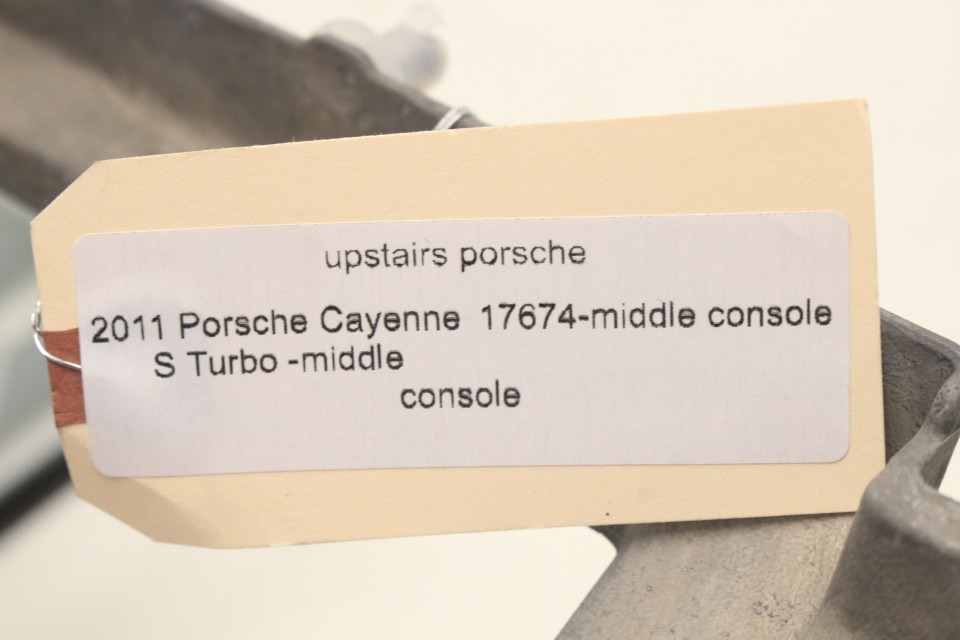 upstairs porsche
2011 Porsche Cayenne 17674-middle console
S Turbo -middle
console